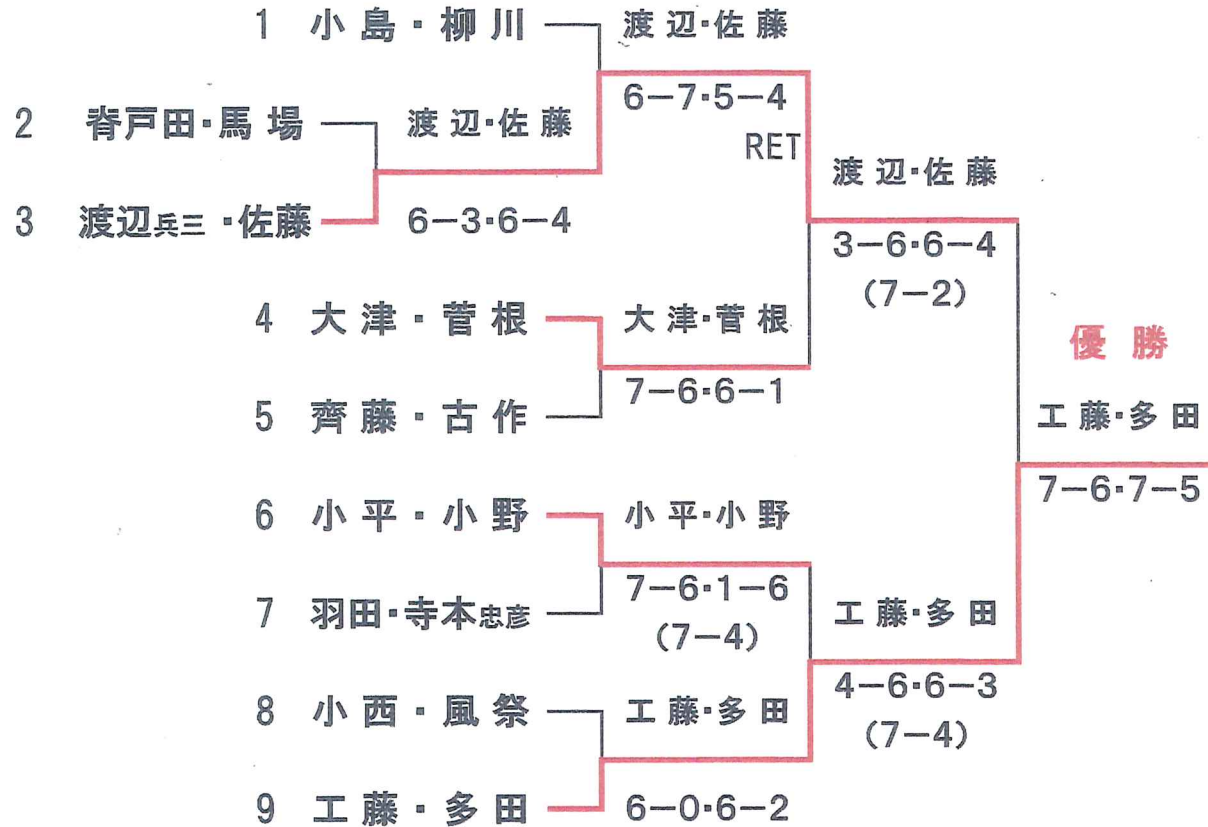 1 小島・柳川
渡辺・佐藤
6－7・5－4
RET
2 脊戸田・馬場
渡辺・佐藤
3 渡辺兵三・佐藤
6－3・6－4
渡辺・佐藤
3－6・6－4
(7－2)
4 大津・菅根
大津・菅根
7－6・6－1
5 齊藤・古作
優勝
工藤・多田
7－6・7－5
6 小平・小野
小平・小野
7－6・1－6
(7－4)
7 羽田・寺本忠彦
工藤・多田
4－6・6－3
(7－4)
8 小西・風祭
工藤・多田
6－0・6－2
9 工藤・多田